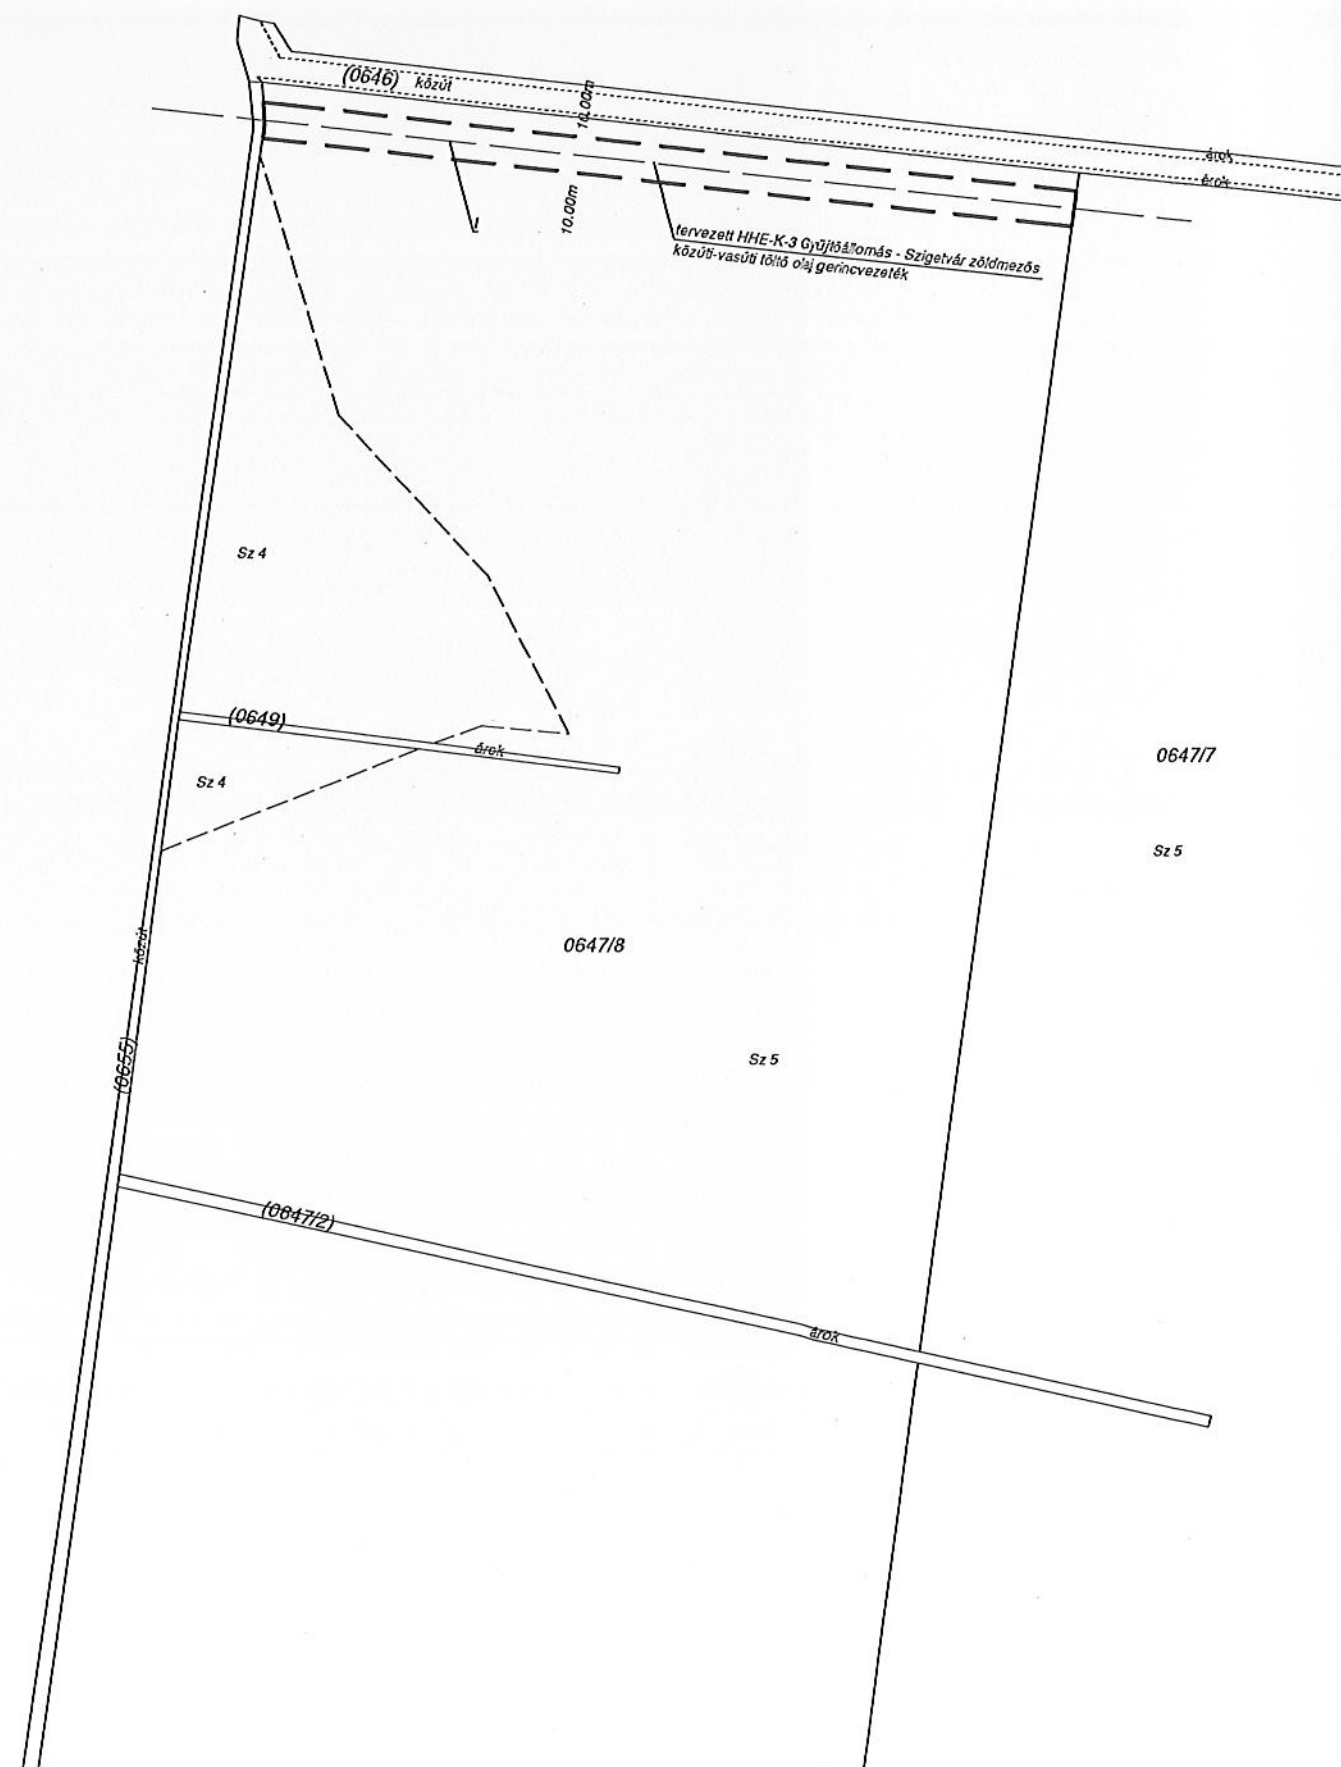 (0646) közút
10.00m
árok
árok
10.00m
tervezett HHE-K-3 Gyűjtőállomás - Szigetvár zöldmezős
közúti-vasúti töltő olaj gerincvezeték
Sz 4
(0649)
árok
0647/7
Sz 4
Sz 5
közút
0647/8
Sz 5
(0655)
(0647/2)
árok